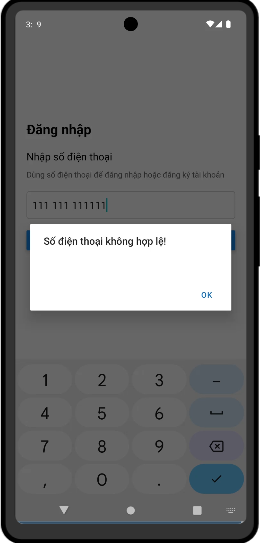 3: 9
Đăng nhập
Nhập số điện thoại
Dùng số điện thoại để đăng nhập hoặc đăng ký tài khoản
111 111 111111
Số điện thoại không hợp lệ!
OK
1 2 3 -
4 5 6
7 8 9
, 0 .